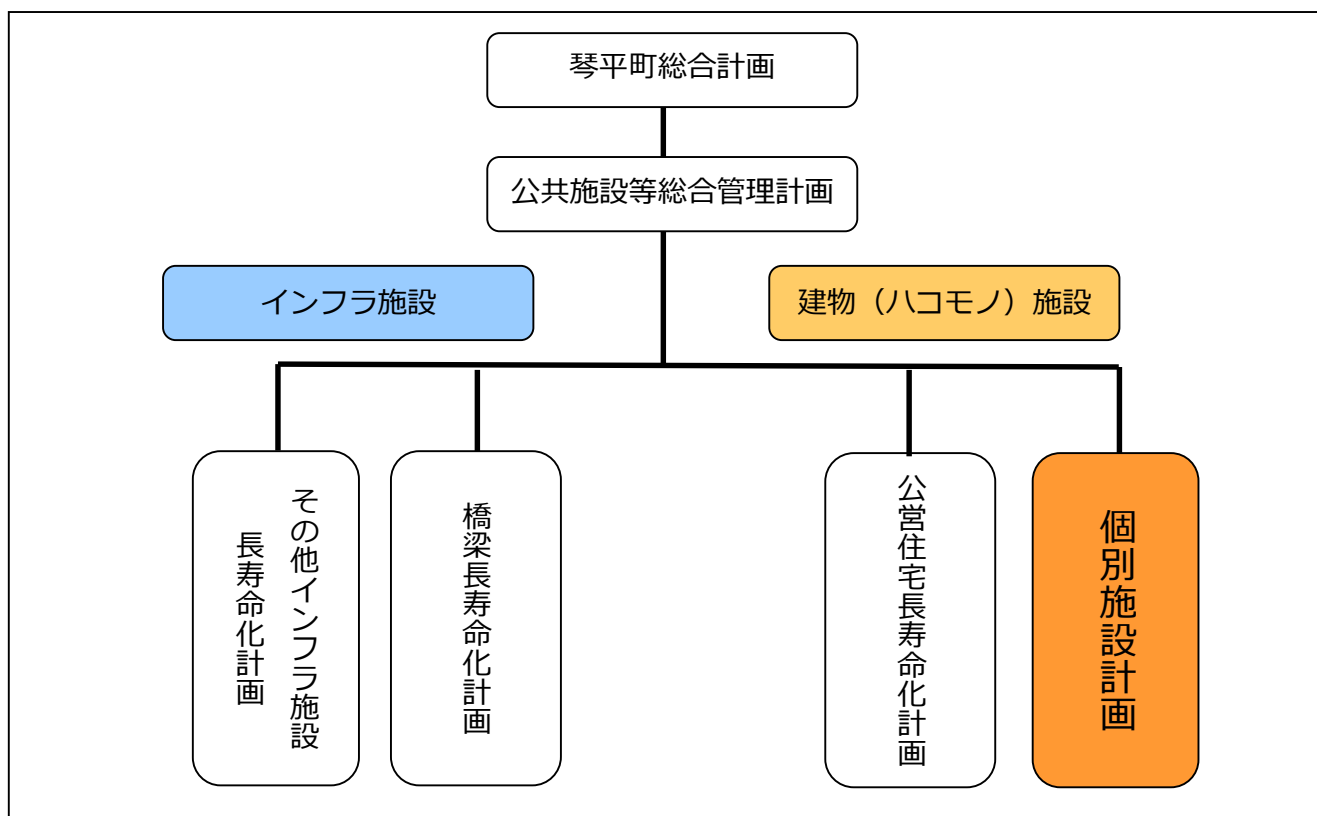 琴平町総合計画
公共施設等総合管理計画
インフラ施設
建物（ハコモノ）施設
その他インフラ施設
長寿命化計画
橋梁長寿命化計画
公営住宅長寿命化計画
個別施設計画